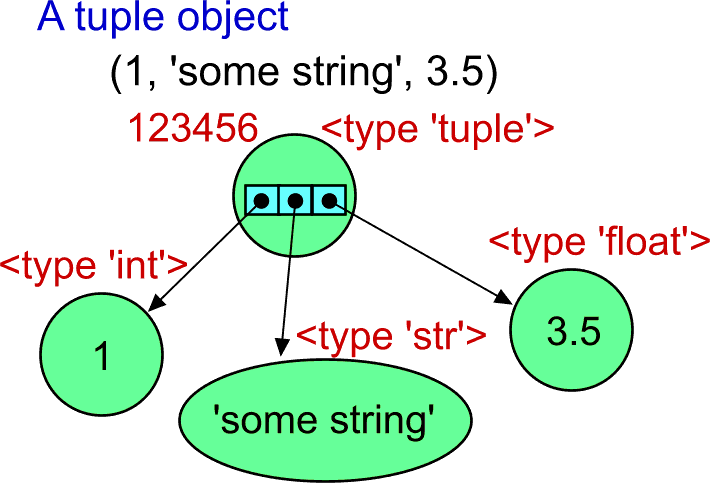 A tuple object
(1, 'some string', 3.5)
123456 <type 'tuple'>
<type 'float'>
<type 'int'>
1
<type 'str'>
3.5
'some string'